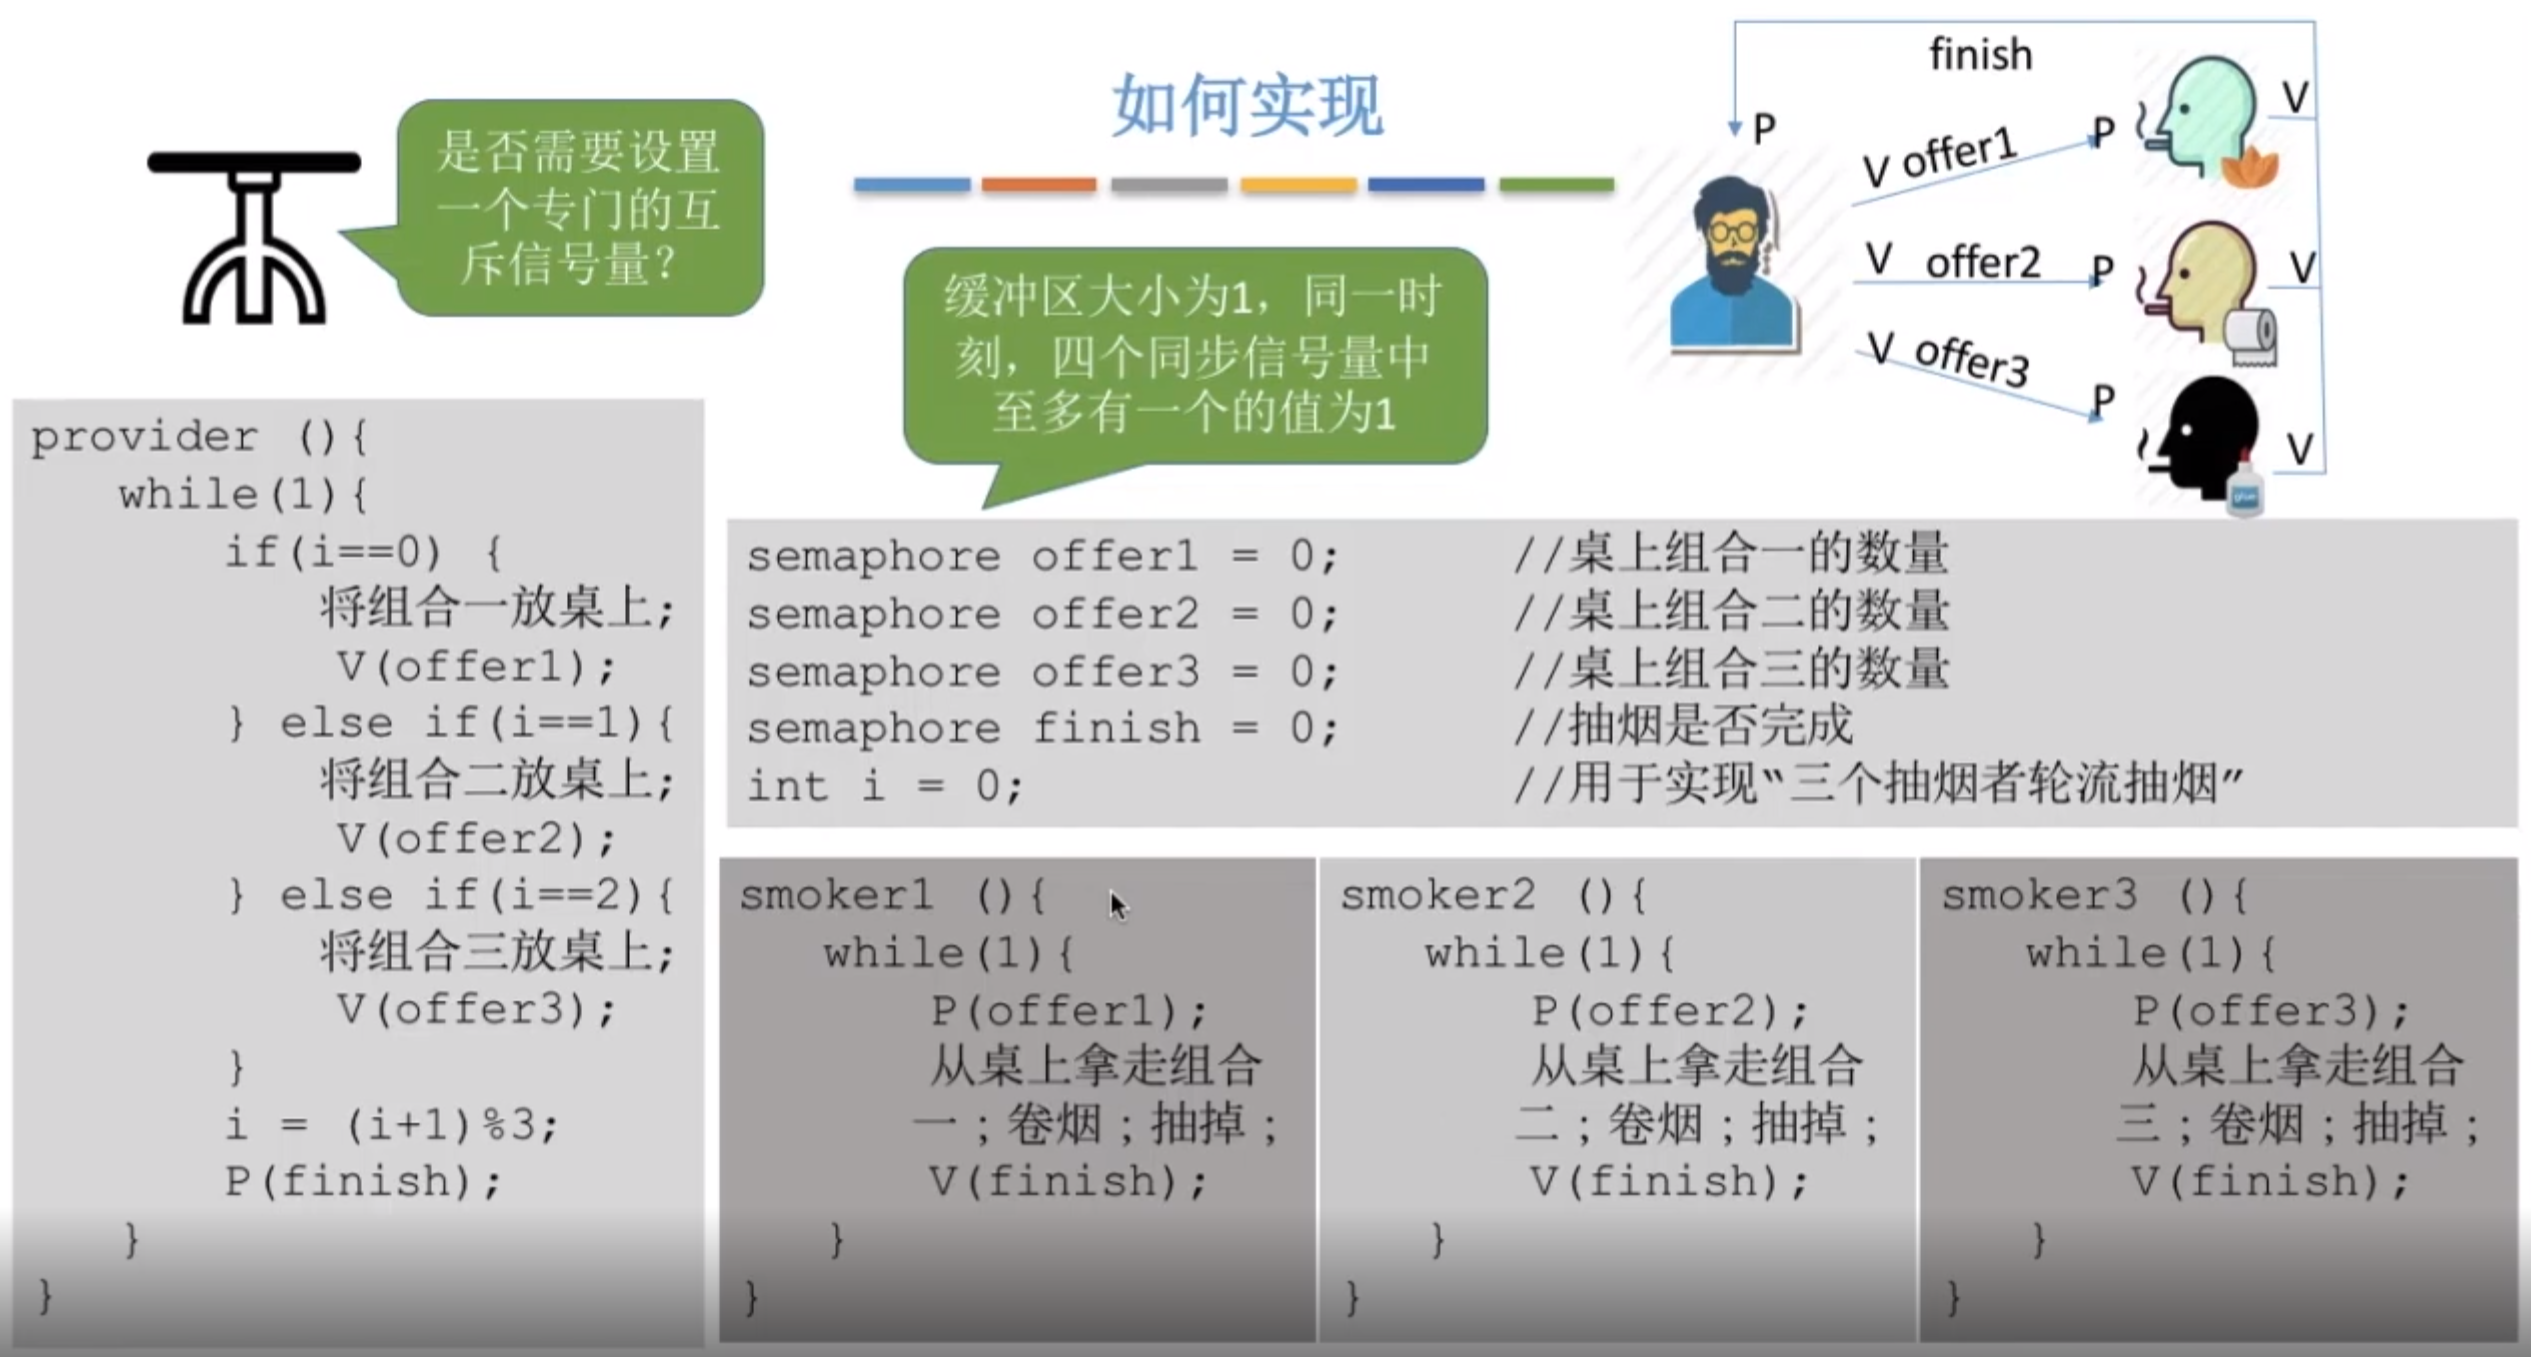 如何实现
是否需要设置
一个专门的互
斥信号量？
缓冲区大小为1，同一时
刻，四个同步信号量中
至多有一个的值为1
finish
P
V offer1 P
V
V offer2 P
V
V offer3
P
V
glue
provider (){
while(1){
if(i==0) {
将组合一放桌上;
V(offer1);
} else if(i==1){
将组合二放桌上;
V(offer2);
} else if(i==2){
将组合三放桌上;
V(offer3);
}
i = (i+1)%3;
P(finish);
}
}
semaphore offer1 = 0; //桌上组合一的数量
semaphore offer2 = 0; //桌上组合二的数量
semaphore offer3 = 0; //桌上组合三的数量
semaphore finish = 0; //抽烟是否完成
int i = 0; //用于实现“三个抽烟者轮流抽烟”
smoker1 (){
while(1){
P(offer1);
从桌上拿走组合
一；卷烟；抽掉；
V(finish);
}
}
smoker2 (){
while(1){
P(offer2);
从桌上拿走组合
二；卷烟；抽掉；
V(finish);
}
}
smoker3 (){
while(1){
P(offer3);
从桌上拿走组合
三；卷烟；抽掉；
V(finish);
}
}